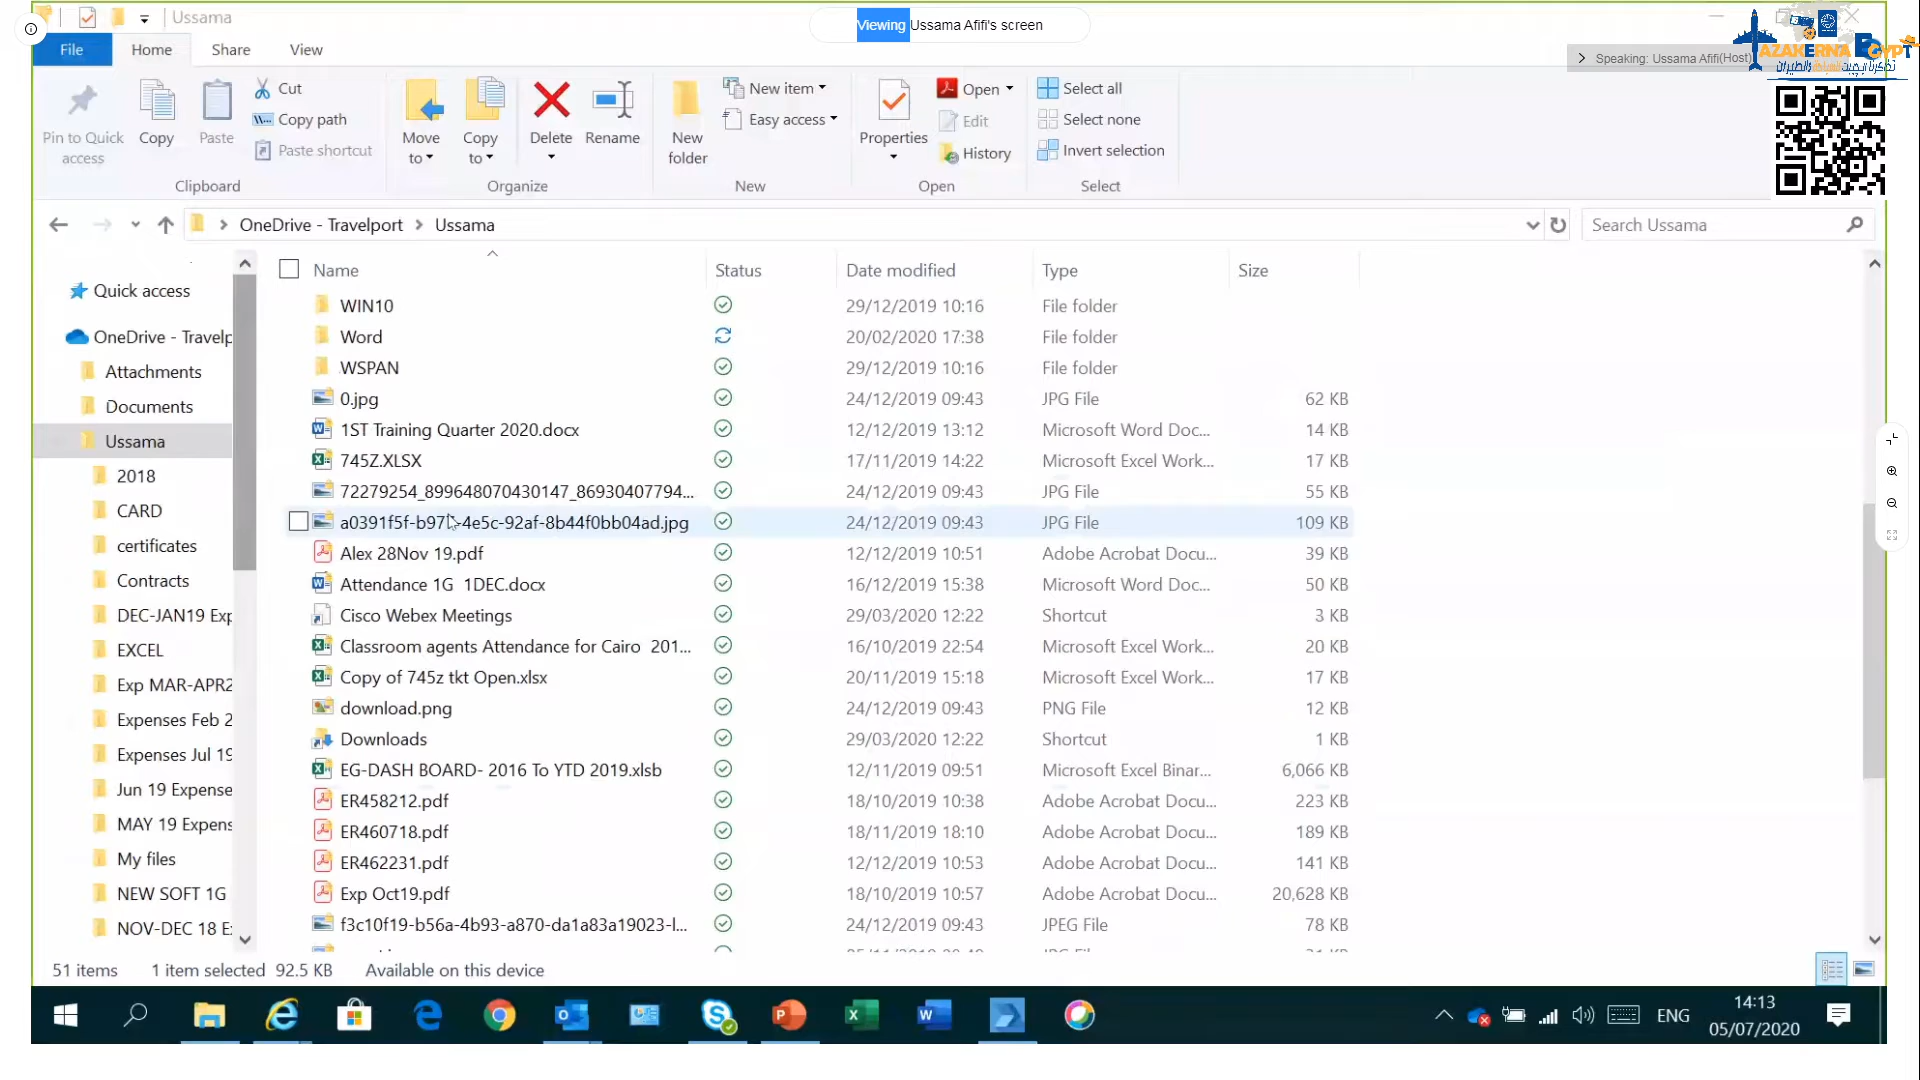 Ussama
Viewing Ussama Afifi's screen
File
Home
Share
View
Speaking: Ussama Afifi(Host)
TAZAKERNA EGYPT
Pin to Quick access
Copy
Paste
Cut
Copy path
Paste shortcut
Clipboard
Move to
Copy to
Delete
Rename
Organize
New folder
New item
Easy access
New
Properties
Open
Edit
History
Open
Select all
Select none
Invert selection
Select
OneDrive - Travelport > Ussama
Search Ussama
Quick access
OneDrive - Travelp
Attachments
Documents
Ussama
2018
CARD
certificates
Contracts
DEC-JAN19 Exp
EXCEL
Exp MAR-APR2
Expenses Feb 2
Expenses Jul 19
Jun 19 Expense
MAY 19 Expens
My files
NEW SOFT 1G
NOV-DEC 18 E
Name Status Date modified Type Size
WIN10 29/12/2019 10:16 File folder
Word 20/02/2020 17:38 File folder
WSPAN 29/12/2019 10:16 File folder
0.jpg 24/12/2019 09:43 JPG File 62 KB
1ST Training Quarter 2020.docx 12/12/2019 13:12 Microsoft Word Doc... 14 KB
745Z.XLSX 17/11/2019 14:22 Microsoft Excel Work... 17 KB
72279254_899648070430147_86930407794... 24/12/2019 09:43 JPG File 55 KB
a0391f5f-b97-4e5c-92af-8b44f0bb04ad.jpg 24/12/2019 09:43 JPG File 109 KB
Alex 28Nov 19.pdf 12/12/2019 10:51 Adobe Acrobat Docu... 39 KB
Attendance 1G 1DEC.docx 16/12/2019 15:38 Microsoft Word Doc... 50 KB
Cisco Webex Meetings 29/03/2020 12:22 Shortcut 3 KB
Classroom agents Attendance for Cairo 201... 16/10/2019 22:54 Microsoft Excel Work... 20 KB
Copy of 745z tkt Open.xlsx 20/11/2019 15:18 Microsoft Excel Work... 17 KB
download.png 24/12/2019 09:43 PNG File 12 KB
Downloads 29/03/2020 12:22 Shortcut 1 KB
EG-DASH BOARD- 2016 To YTD 2019.xlsb 12/11/2019 09:51 Microsoft Excel Binar... 6,066 KB
ER458212.pdf 18/10/2019 10:38 Adobe Acrobat Docu... 223 KB
ER460718.pdf 18/11/2019 18:10 Adobe Acrobat Docu... 189 KB
ER462231.pdf 12/12/2019 10:53 Adobe Acrobat Docu... 141 KB
Exp Oct19.pdf 18/10/2019 10:57 Adobe Acrobat Docu... 20,628 KB
f3c10f19-b56a-4b93-a870-da1a83a19023-l... 24/12/2019 09:43 JPEG File 78 KB
51 items 1 item selected 92.5 KB Available on this device
ENG
14:13
05/07/2020